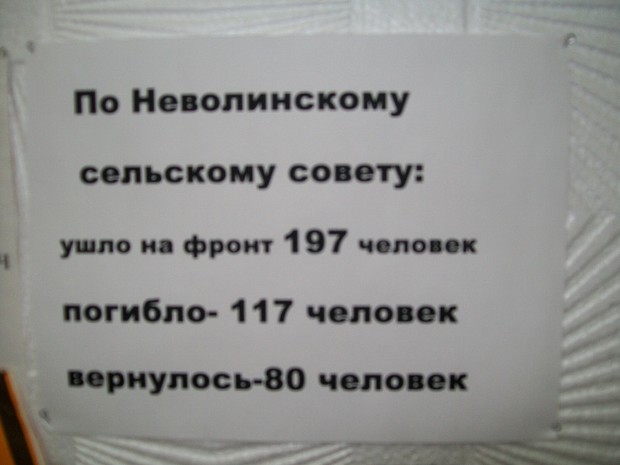 По Неволинскому
сельскому совету:
ушло на фронт 197 человек
погибло- 117 человек
вернулось-80 человек